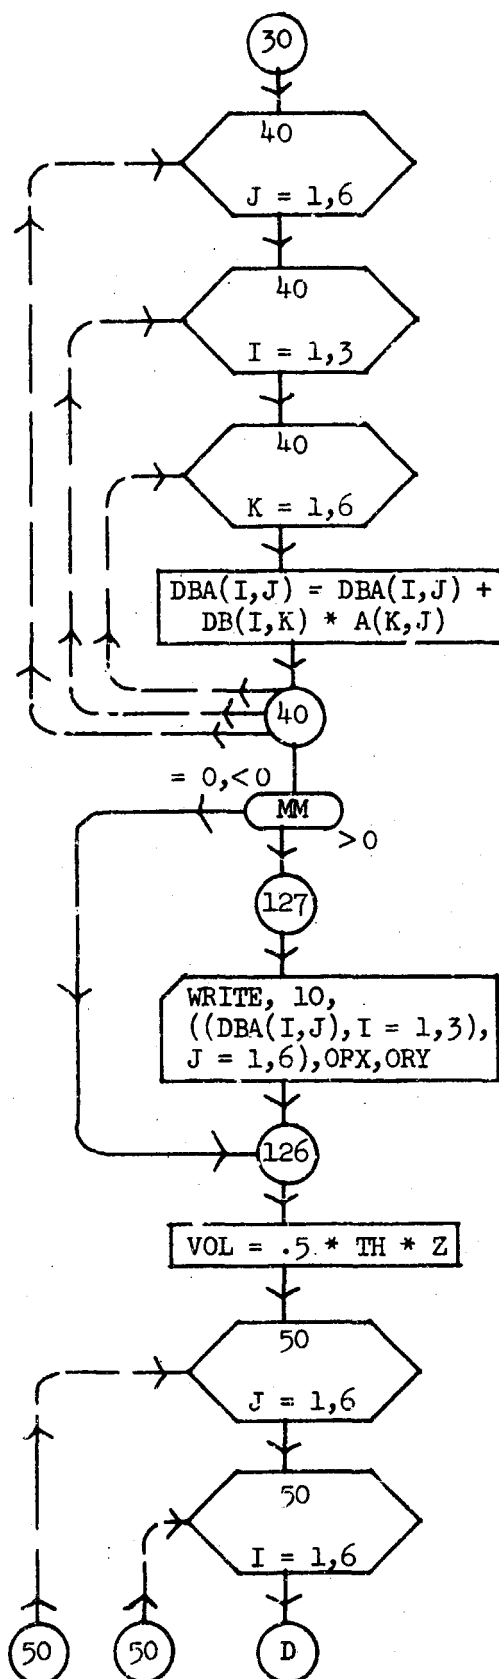 30
40
J = 1,6
40
I = 1,3
40
K = 1,6
DBA(I,J) = DBA(I,J) +
DB(I,K) * A(K,J)
40
= 0,<0
MM
>0
127
WRITE, 10,
((DBA(I,J),I = 1,3),
J = 1,6),OPX,ORY
126
VOL = .5 * TH * Z
50
J = 1,6
50
I = 1,6
50
50
D